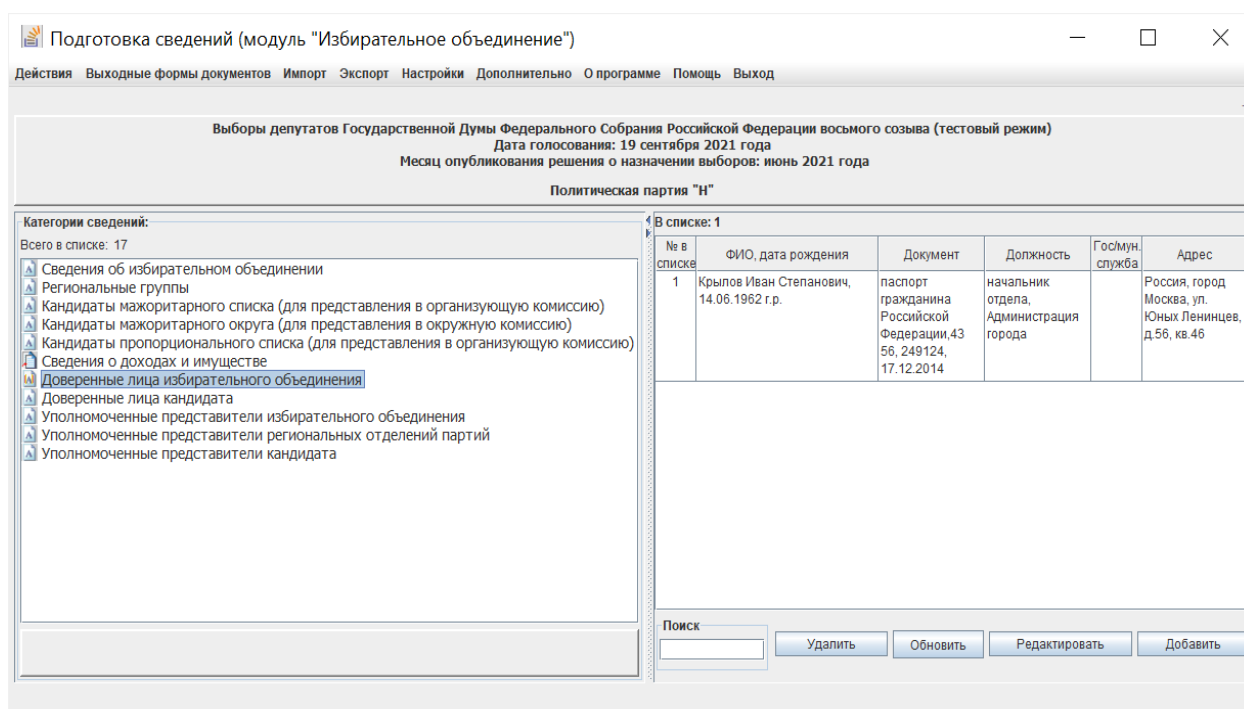 Подготовка сведений (модуль "Избирательное объединение")
Действия Выходные формы документов Импорт Экспорт Настройки Дополнительно О программе Помощь Выход
Выборы депутатов Государственной Думы Федерального Собрания Российской Федерации восьмого созыва (тестовый режим)
Дата голосования: 19 сентября 2021 года
Месяц опубликования решения о назначении выборов: июнь 2021 года
Политическая партия "Н"
Категории сведений:
Всего в списке: 17
Сведения об избирательном объединении
Региональные группы
Кандидаты мажоритарного списка (для представления в организующую комиссию)
Кандидаты мажоритарного округа (для представления в окружную комиссию)
Кандидаты пропорционального списка (для представления в организующую комиссию)
Сведения о доходах и имуществе
Доверенные лица избирательного объединения
Доверенные лица кандидата
Уполномоченные представители избирательного объединения
Уполномоченные представители региональных отделений партий
Уполномоченные представители кандидата
В списке: 1
№ в
списке
ФИО, дата рождения
Документ
Должность
Гос/мун.
служба
Адрес
1
Крылов Иван Степанович,
14.06.1962 г.р.
паспорт
гражданина
Российской
Федерации,43
56, 249124,
17.12.2014
начальник
отдела,
Администрация
города
Россия, город
Москва, ул.
Юных Ленинцев,
д.56, кв.46
Поиск
Удалить Обновить Редактировать Добавить